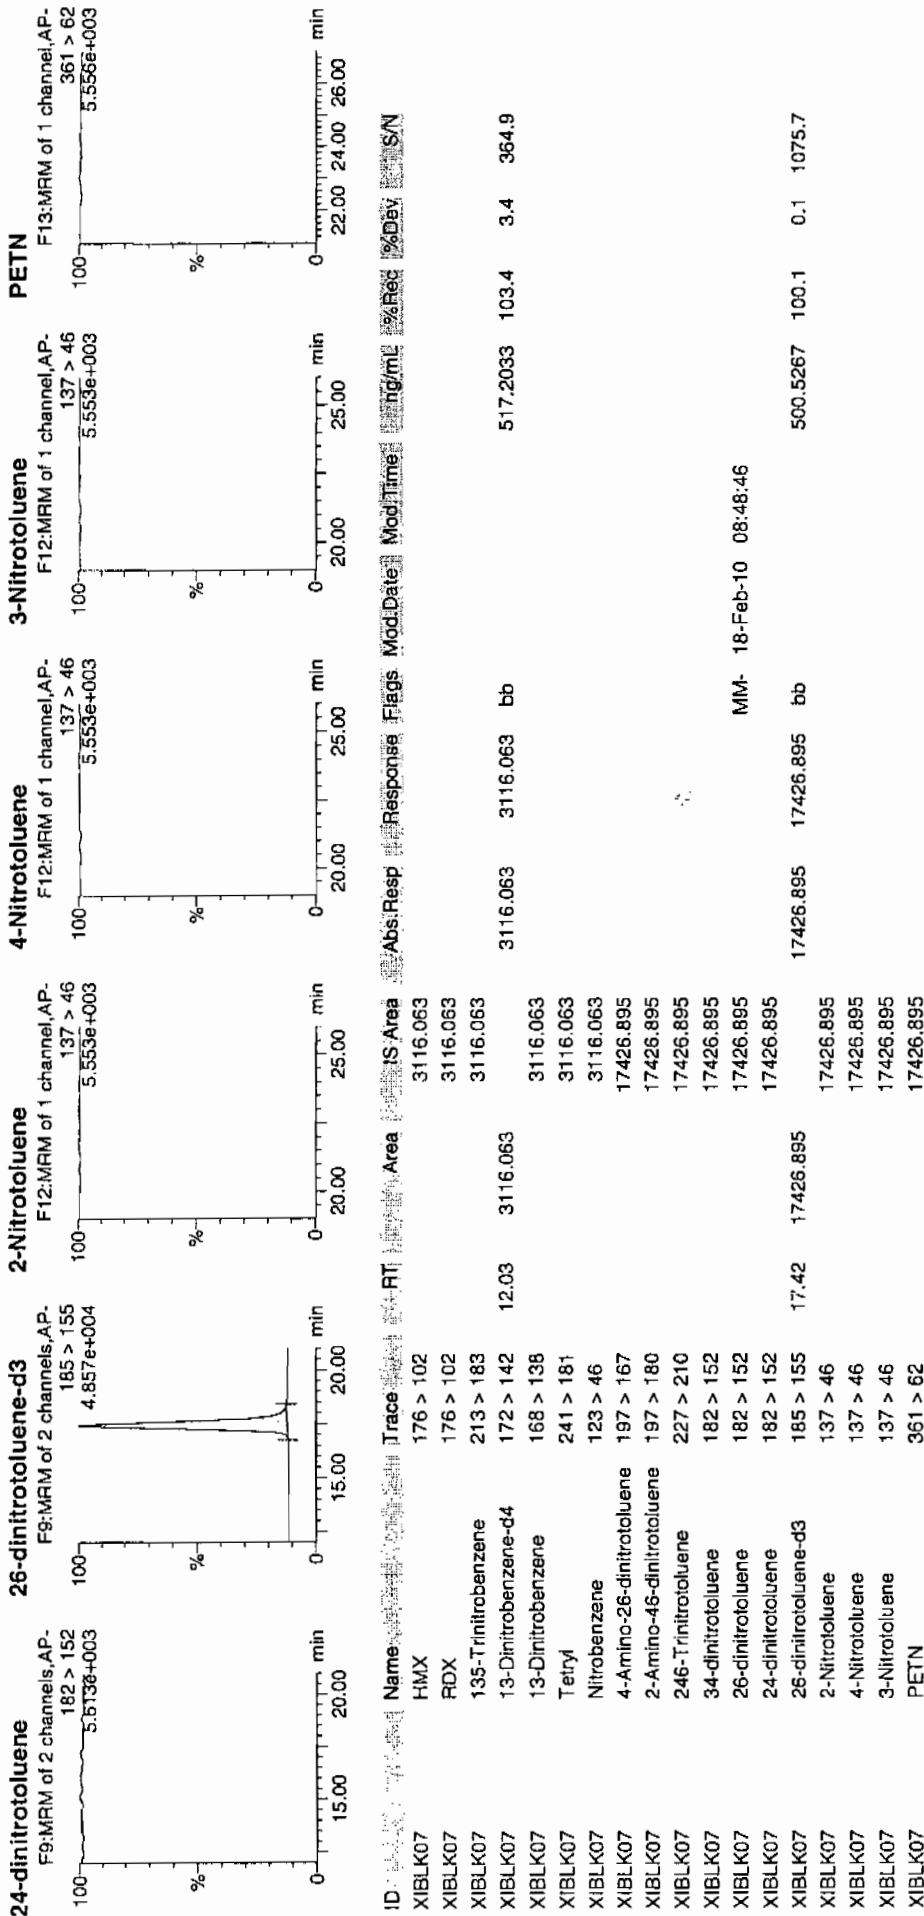 24-dinitrotoluene
F9:MRM of 2 channels,AP-
182 > 152
5.613e+003
100
%
0
15.00 20.00 min
26-dinitrotoluene-d3
F9:MRM of 2 channels,AP-
185 > 155
4.857e+004
100
%
0
15.00 20.00 min
2-Nitrotoluene
F12:MRM of 1 channel,AP-
137 > 46
5.553e+003
100
%
0
20.00 25.00 min
4-Nitrotoluene
F12:MRM of 1 channel,AP-
137 > 46
5.553e+003
100
%
0
20.00 25.00 min
3-Nitrotoluene
F12:MRM of 1 channel,AP-
137 > 46
5.553e+003
100
%
0
20.00 25.00 min
PETN
F13:MRM of 1 channel,AP-
361 > 62
5.556e+003
100
%
0
22.00 24.00 26.00 min
ID Name Trace RT Area IS Area Abs.Resp Response Flags Mod.Date Mod.Time ng/mL %Rec %Dev S/N
XIBLK07 HMX 176 > 102 3116.063
XIBLK07 RDX 176 > 102 3116.063
XIBLK07 135-Trinitrobenzene 213 > 183 3116.063
XIBLK07 13-Dinitrobenzene-d4 172 > 142 12.03 3116.063 3116.063 3116.063 bb 517.2033 103.4 3.4 364.9
XIBLK07 13-Dinitrobenzene 168 > 138 3116.063
XIBLK07 Tetryl 241 > 181 3116.063
XIBLK07 Nitrobenzene 123 > 46 3116.063
XIBLK07 4-Amino-26-dinitrotoluene 197 > 167 17426.895
XIBLK07 2-Amino-46-dinitrotoluene 197 > 180 17426.895
XIBLK07 246-Trinitrotoluene 227 > 210 17426.895
XIBLK07 34-dinitrotoluene 182 > 152 17426.895
XIBLK07 26-dinitrotoluene 182 > 152 17426.895 MM- 18-Feb-10 08:48:46
XIBLK07 24-dinitrotoluene 182 > 152 17426.895
XIBLK07 26-dinitrotoluene-d3 185 > 155 17.42 17426.895 17426.895 17426.895 bb 500.5267 100.1 0.1 1075.7
XIBLK07 2-Nitrotoluene 137 > 46 17426.895
XIBLK07 4-Nitrotoluene 137 > 46 17426.895
XIBLK07 3-Nitrotoluene 137 > 46 17426.895
XIBLK07 PETN 361 > 62 17426.895